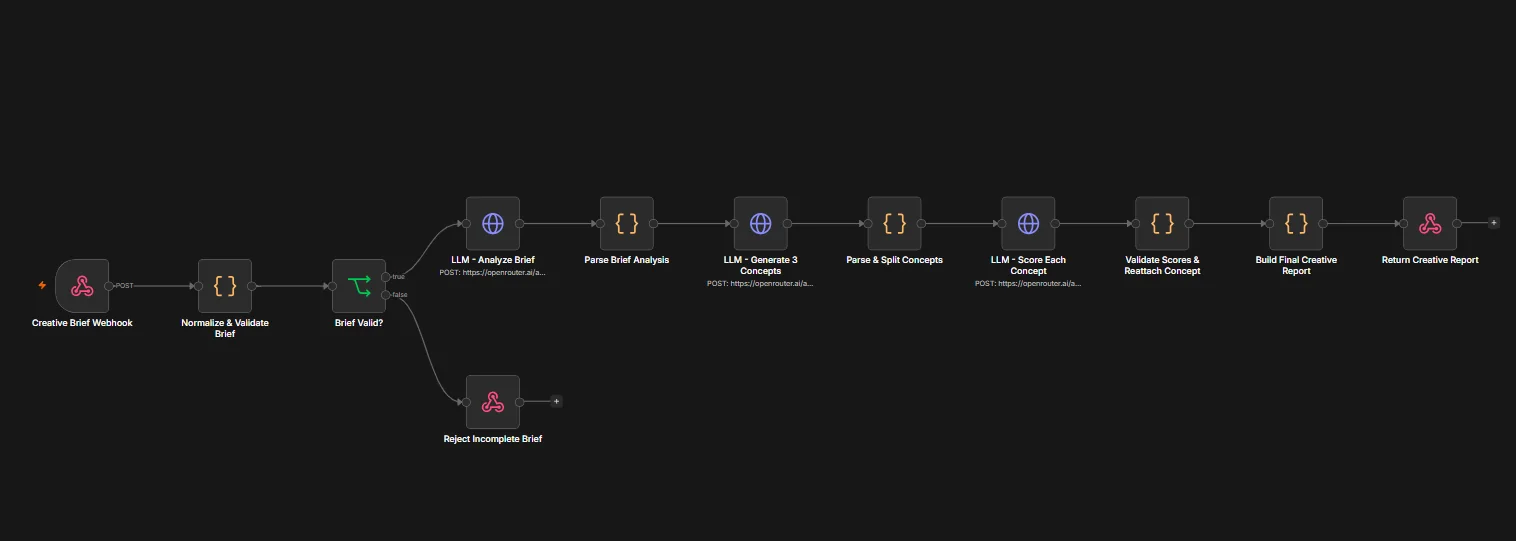 POST
Creative Brief Webhook
{ }
Normalize & Validate
Brief
true
false
Brief Valid?
LLM - Analyze Brief
POST: https://openrouter.ai/a...
{ }
Parse Brief Analysis
LLM - Generate 3
Concepts
POST: https://openrouter.ai/a...
{ }
Parse & Split Concepts
LLM - Score Each
Concept
POST: https://openrouter.ai/a...
{ }
Validate Scores &
Reattach Concept
{ }
Build Final Creative
Report
Return Creative Report
+
Reject Incomplete Brief
+